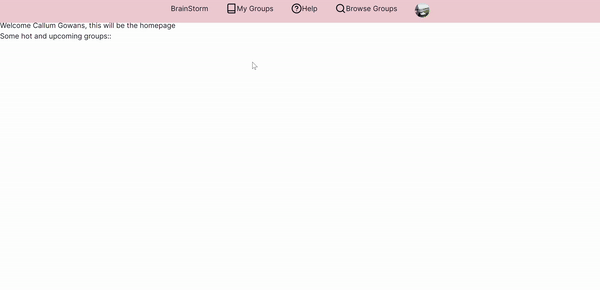 BrainStorm My Groups Help Browse Groups
Welcome Callum Gowans, this will be the homepage
Some hot and upcoming groups::